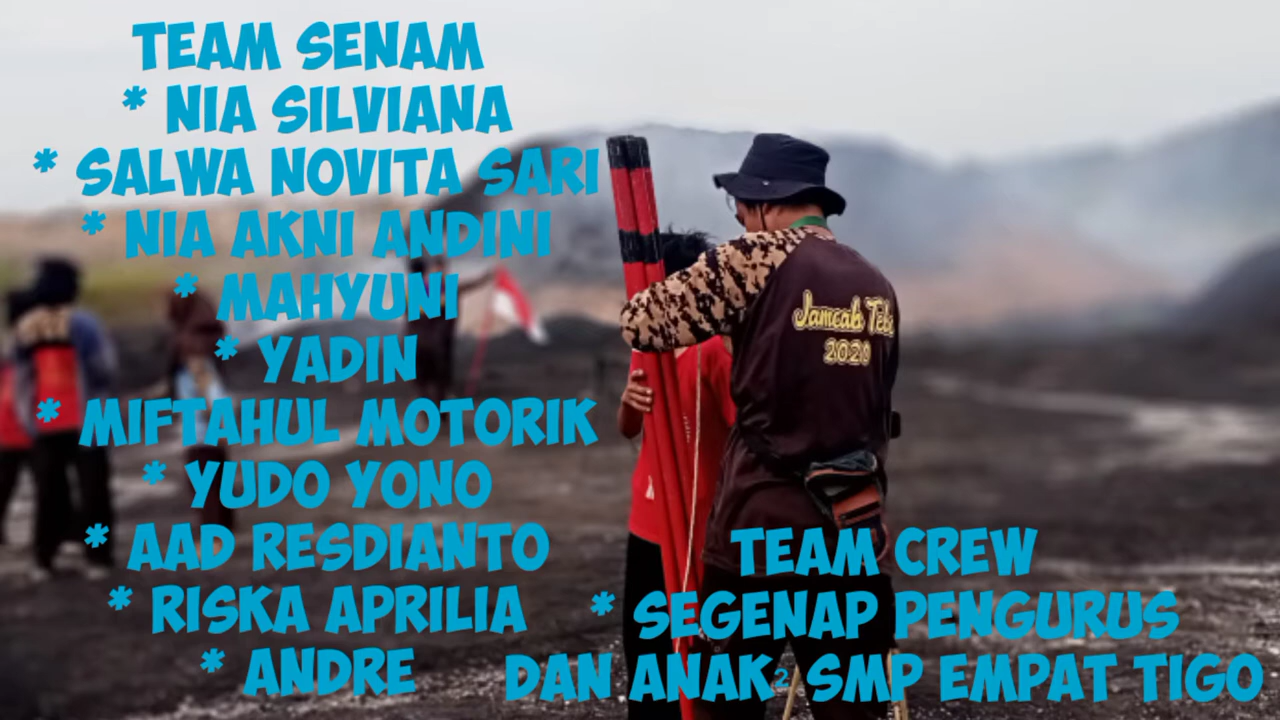 TEAM SENAM
* NIA SILVIANA
* SALWA NOVITA SARI
* NIA AKNI ANDINI
* MAHYUNI
* YADIN
* MIFTAHUL MOTORIK
* YUDO YONO
* AAD RESDIANTO
* RISKA APRILIA
* ANDRE
Jamcab Tebo
2020
TEAM CREW
* SEGENAP PENGURUS
DAN ANAK² SMP EMPAT TIGO